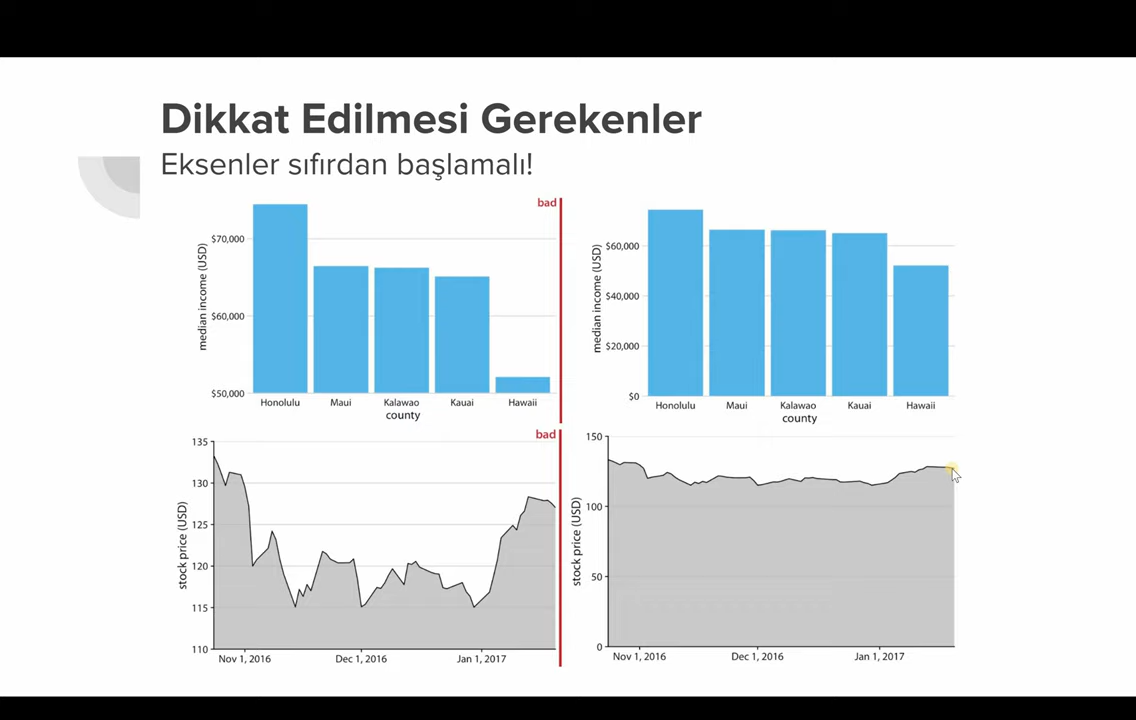 Dikkat Edilmesi Gerekenler
Eksenler sıfırdan başlamalı!
bad
median income (USD)
$70,000
$60,000
$50,000
Honolulu Maui Kalawao Kauai Hawaii
county
median income (USD)
$60,000
$40,000
$20,000
$0
Honolulu Maui Kalawao Kauai Hawaii
county
bad
stock price (USD)
135
130
125
120
115
110
Nov 1, 2016 Dec 1, 2016 Jan 1, 2017
stock price (USD)
150
100
50
0
Nov 1, 2016 Dec 1, 2016 Jan 1, 2017